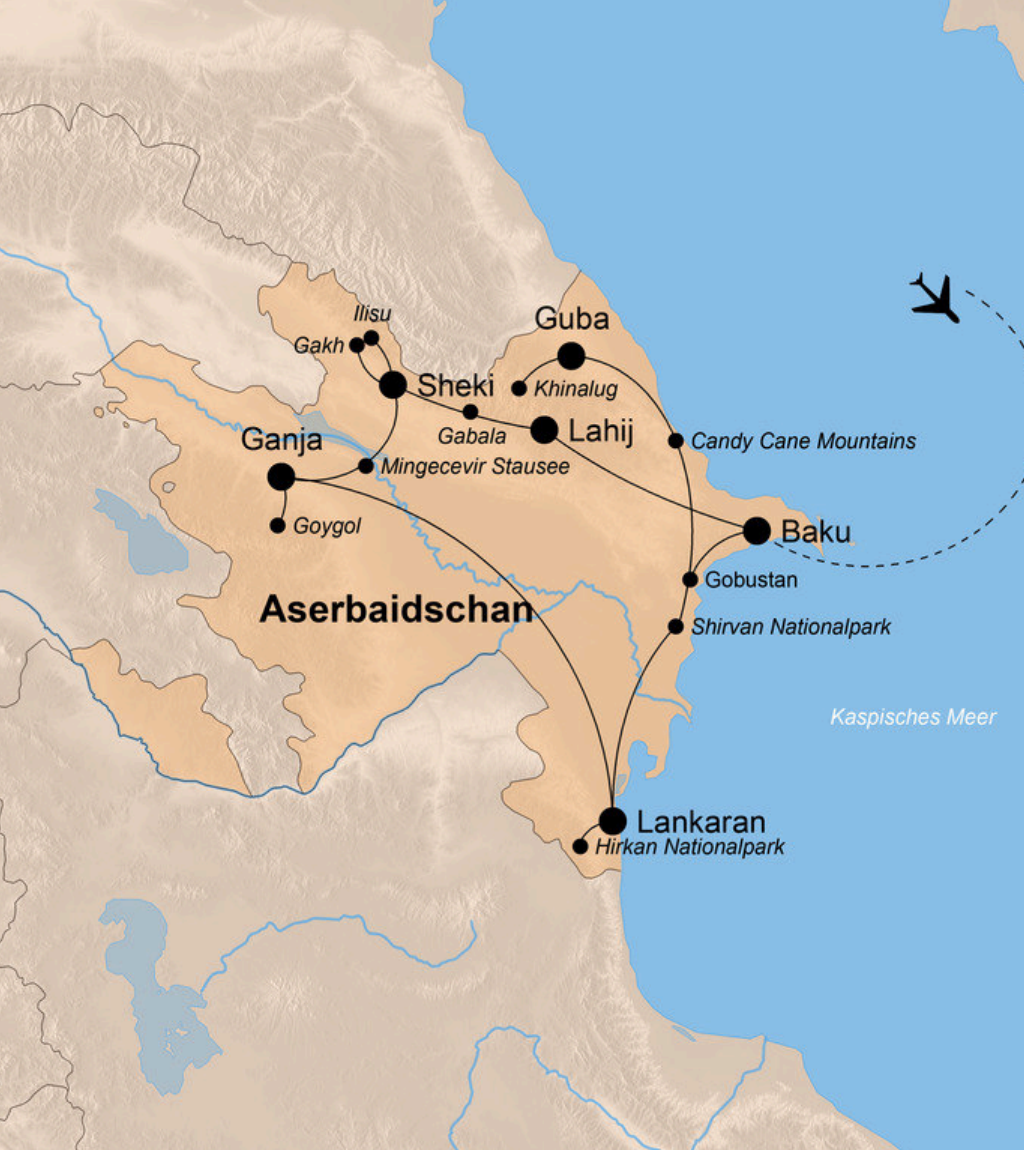 Ilisu
Guba
Gakh
Sheki
Khinalug
Gabala
Lahij
Ganja
Candy Cane Mountains
Mingecevir Stausee
Goygol
Baku
Gobustan
Aserbaidschan
Shirvan Nationalpark
Kaspisches Meer
Lankaran
Hirkan Nationalpark